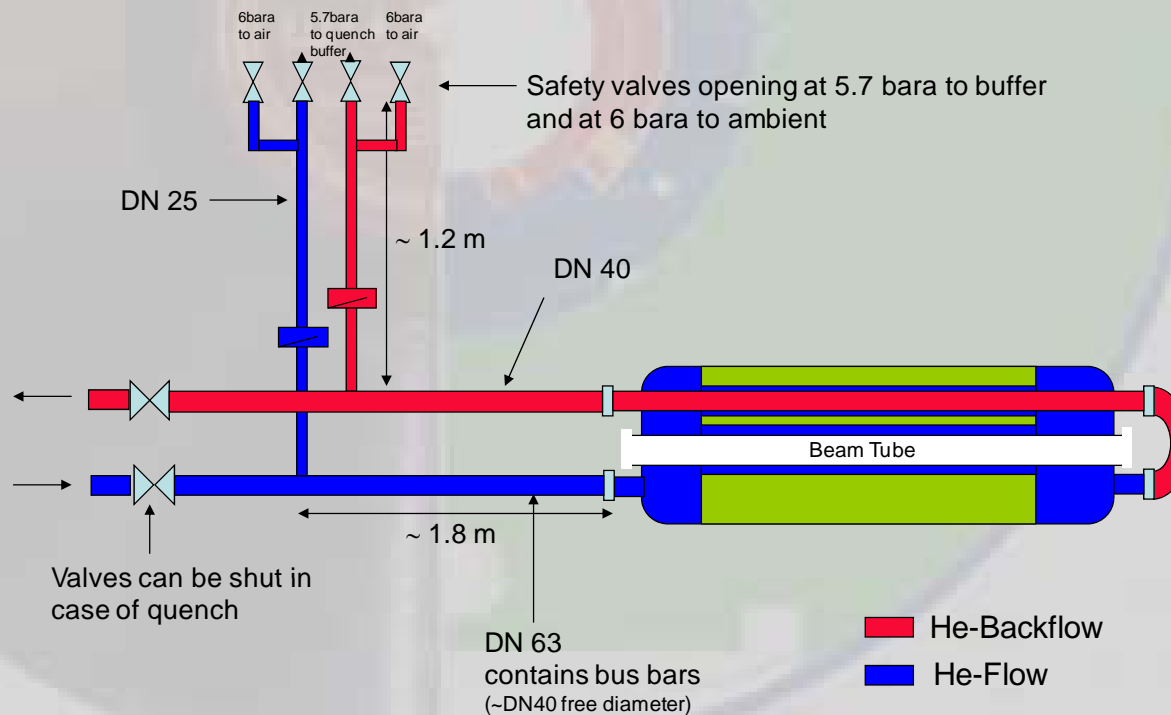 6bara
to air
5.7bara
to quench
buffer
6bara
to air
Safety valves opening at 5.7 bara to buffer
and at 6 bara to ambient
DN 25
~ 1.2 m
DN 40
Beam Tube
~ 1.8 m
Valves can be shut in
case of quench
DN 63
contains bus bars
(~DN40 free diameter)
He-Backflow
He-Flow